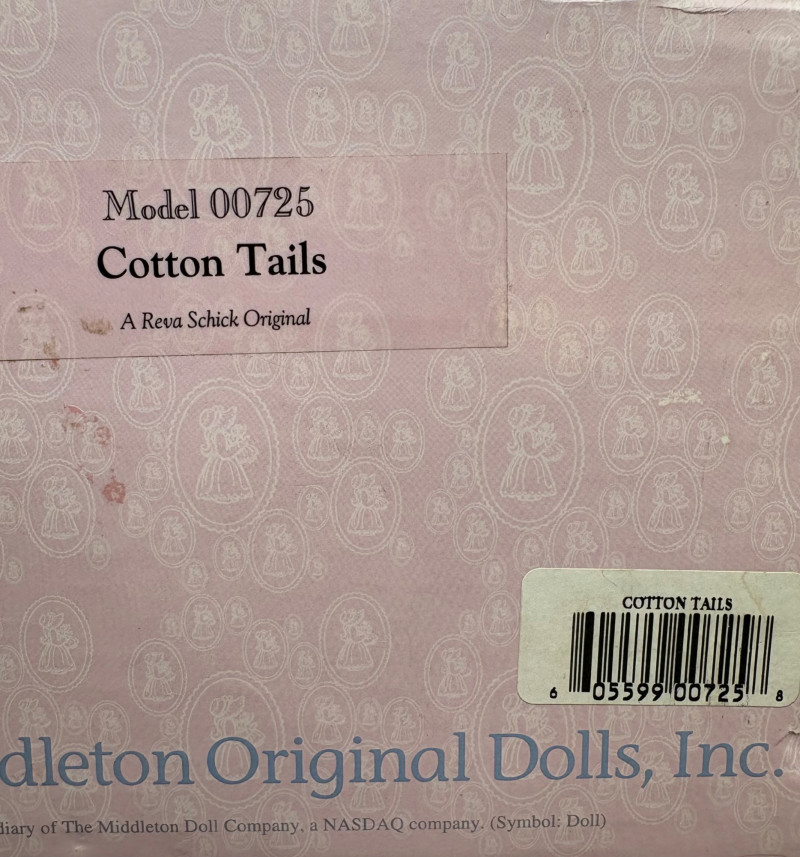 Model 00725
Cotton Tails
A Reva Schick Original
COTTON TAILS
6 05599 00725 8
dleton Original Dolls, Inc.
diary of The Middleton Doll Company, a NASDAQ company. (Symbol: Doll)